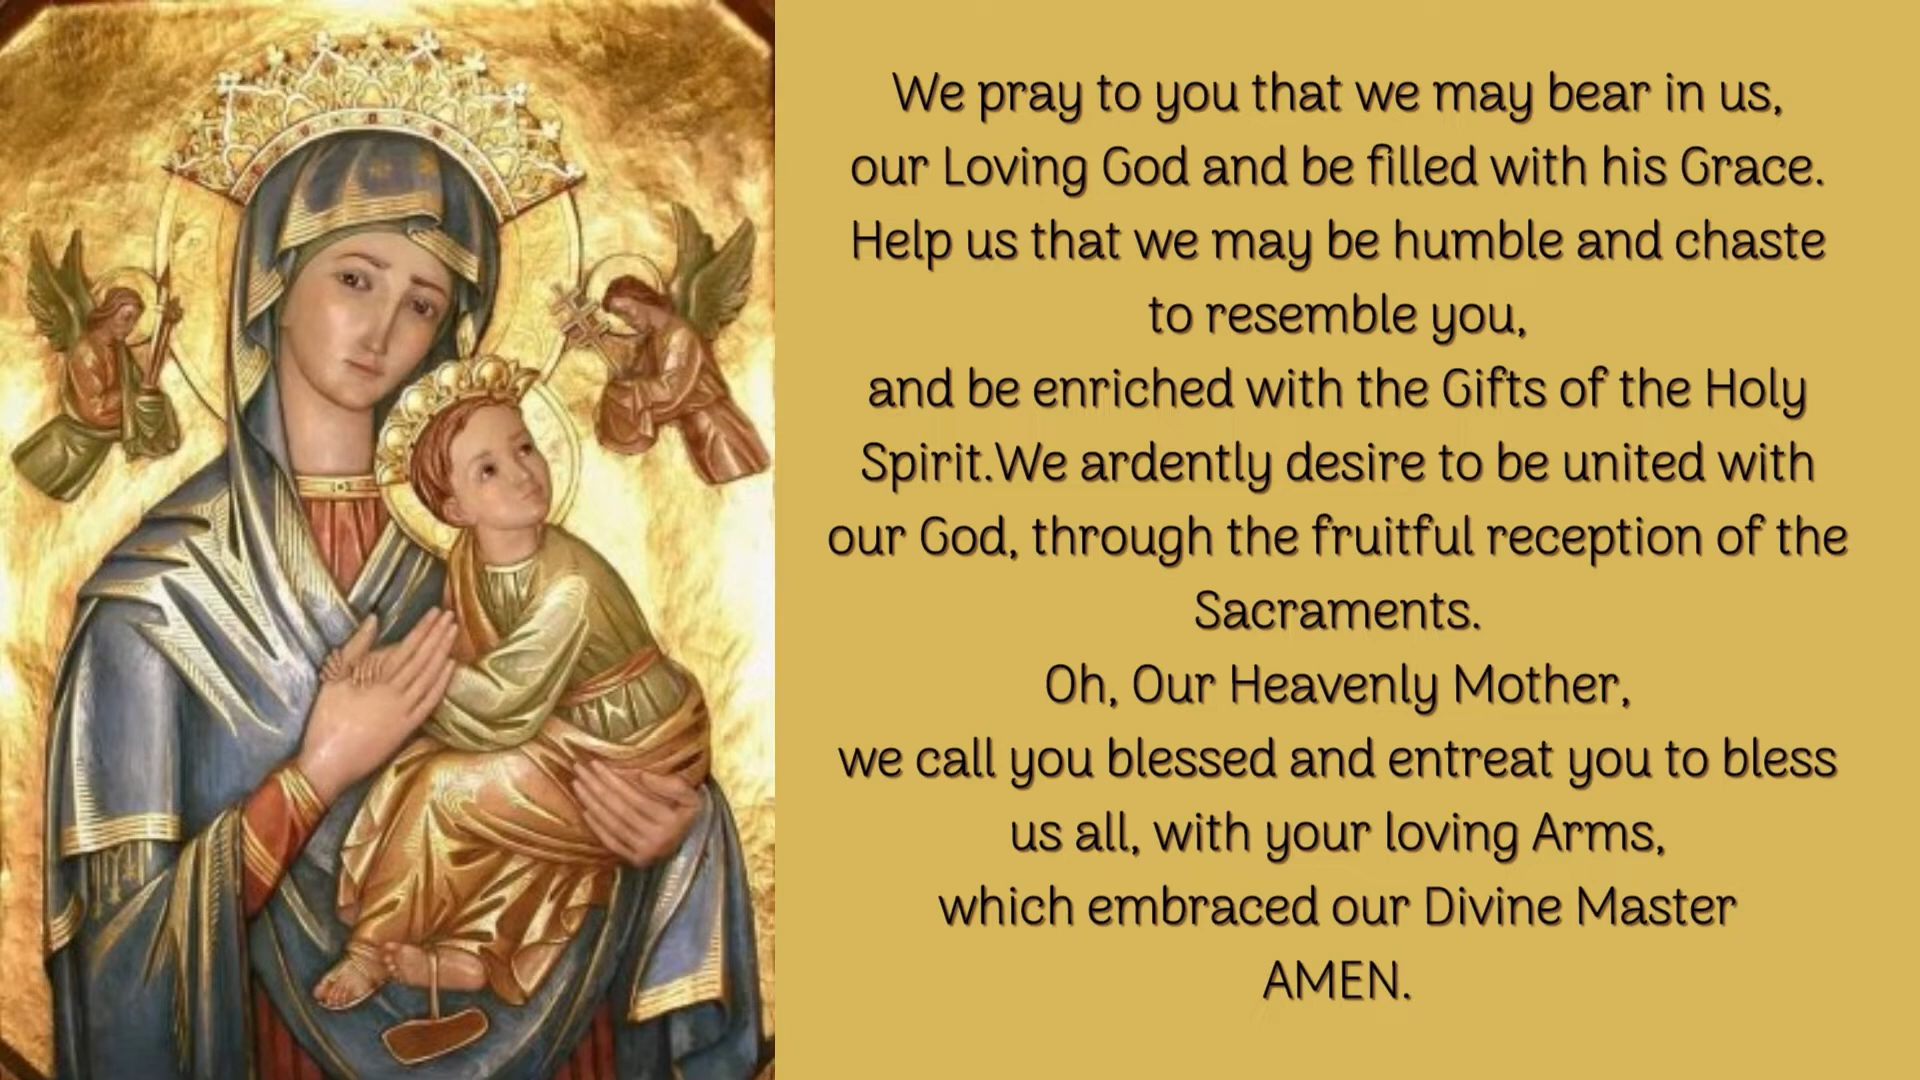 We pray to you that we may bear in us,
our Loving God and be filled with his Grace.
Help us that we may be humble and chaste
to resemble you,
and be enriched with the Gifts of the Holy
Spirit.We ardently desire to be united with
our God, through the fruitful reception of the
Sacraments.
Oh, Our Heavenly Mother,
we call you blessed and entreat you to bless
us all, with your loving Arms,
which embraced our Divine Master
AMEN.